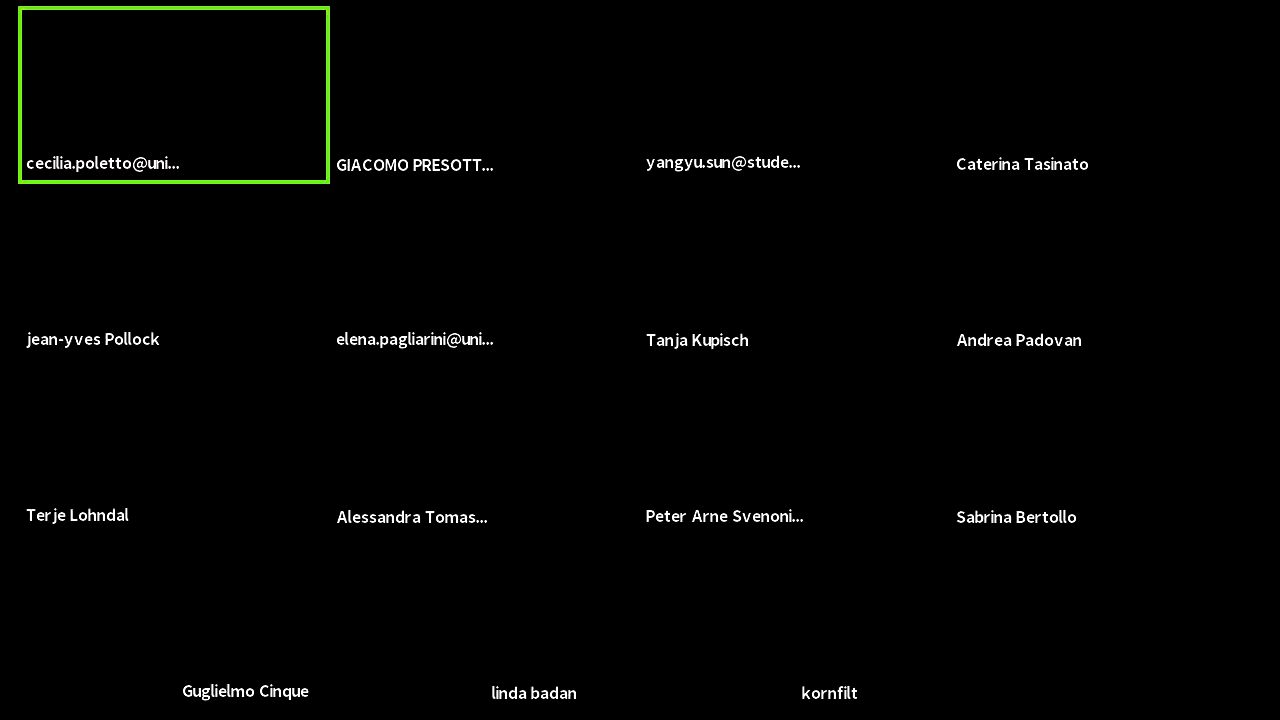 cecilia.poletto@uni...
GIACOMO PRESOTT...
yangyu.sun@stude...
Caterina Tasinato
jean-yves Pollock
elena.pagliarini@uni...
Tanja Kupisch
Andrea Padovan
Terje Lohndal
Alessandra Tomas...
Peter Arne Svenoni...
Sabrina Bertollo
Guglielmo Cinque
linda badan
kornfilt